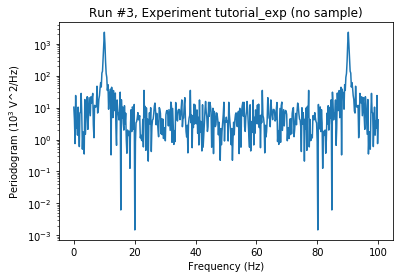 Run #3, Experiment tutorial_exp (no sample)
Periodogram (10³ V^2/Hz)
10³
10²
10¹
10⁰
10⁻¹
10⁻²
10⁻³
0 20 40 60 80 100
Frequency (Hz)